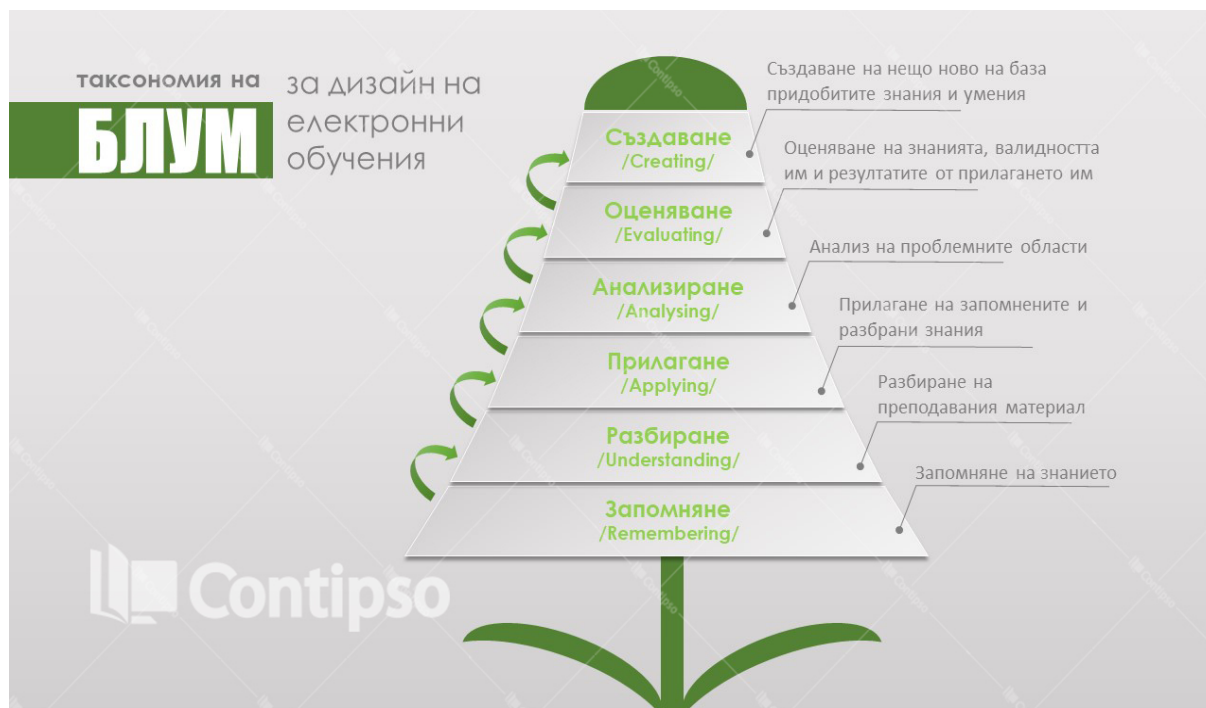 таксономия на
БЛУМ
за дизайн на
електронни
обучения
Създаване
/Creating/
Създаване на нещо ново на база
придобитите знания и умения
Оценяване
/Evaluating/
Оценяване на знанията, валидността
им и резултатите от прилагането им
Анализиране
/Analysing/
Анализ на проблемните области
Прилагане
/Applying/
Прилагане на запомнените и
разбрани знания
Разбиране
/Understanding/
Разбиране на
преподавания материал
Запомняне
/Remembering/
Запомняне на знанието
Contipso